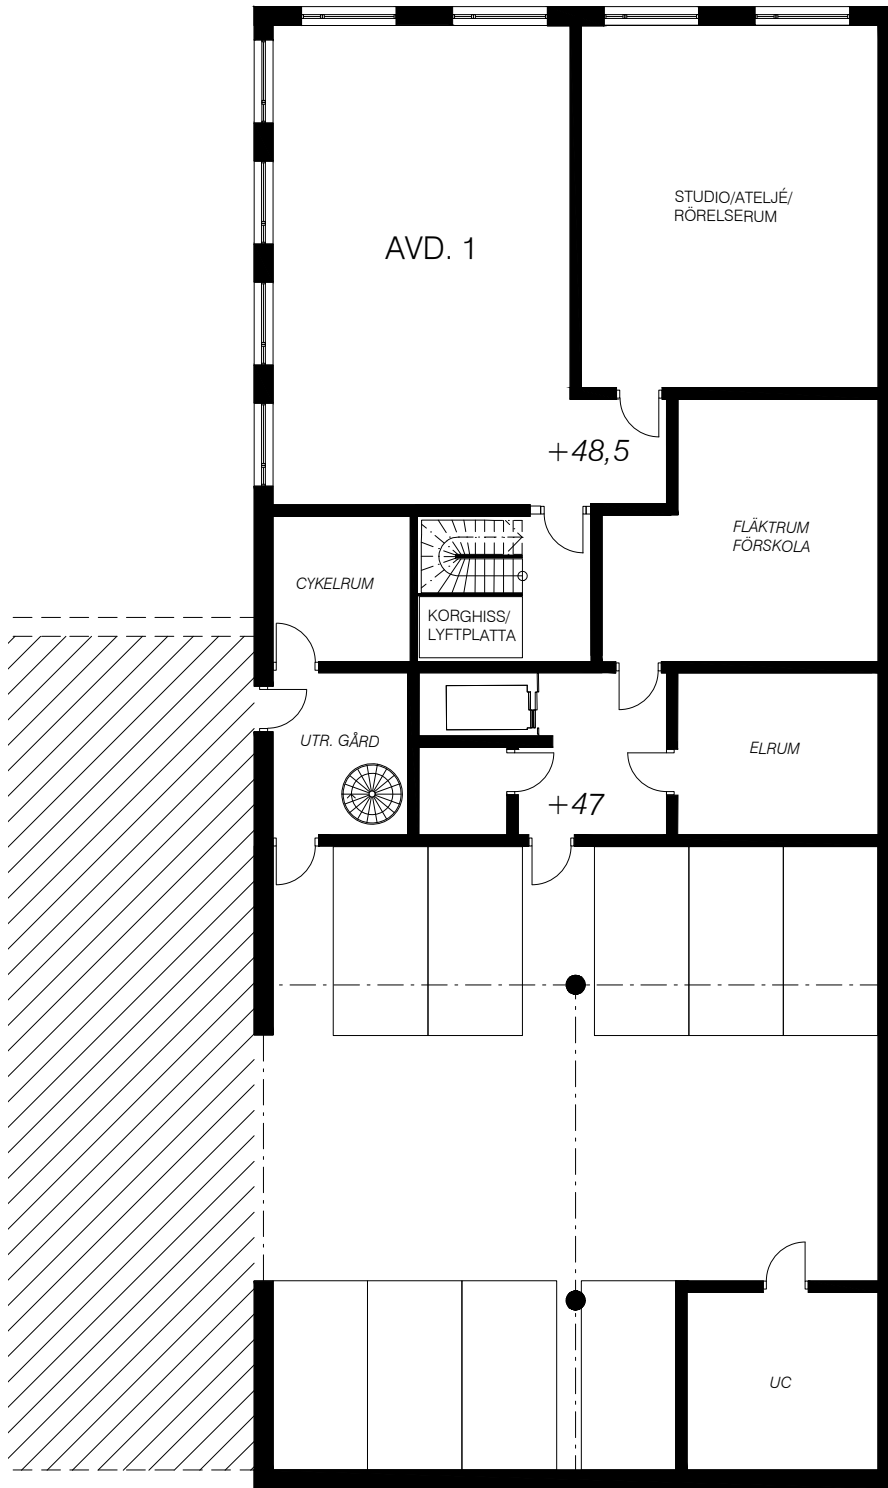 STUDIO/ATELJÉ/
RÖRELSERUM
AVD. 1
+48,5
FLÄKTRUM
FÖRSKOLA
CYKELRUM
KORGHISS/
LYFTPLATTA
UTR. GÅRD
ELRUM
+47
UC